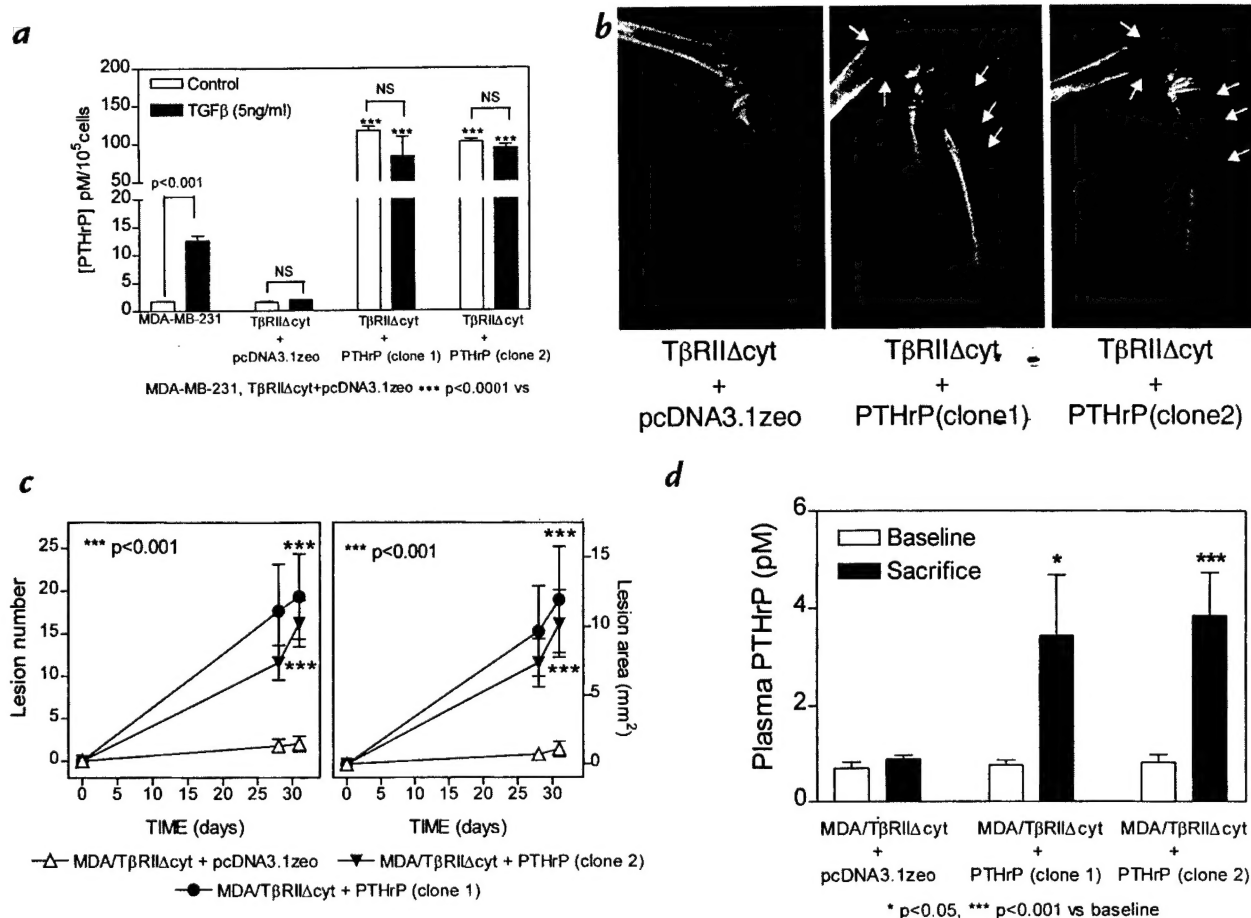 a
[PTHrP] pM/10⁵cells
200
150
100
50
15
10
5
0
Control
TGFβ (5ng/ml)
p<0.001
NS
NS
NS
***
***
***
***
MDA-MB-231
TβRIIΔcyt
+
pcDNA3.1zeo
TβRIIΔcyt
+
PTHrP (clone 1)
TβRIIΔcyt
+
PTHrP (clone 2)
MDA-MB-231, TβRIIΔcyt+pcDNA3.1zeo *** p<0.0001 vs
b
TβRIIΔcyt
+
pcDNA3.1zeo
TβRIIΔcyt
+
PTHrP(clone1)
TβRIIΔcyt
+
PTHrP(clone2)
c
Lesion number
25
20
15
10
5
0
*** p<0.001
***
***
0 5 10 15 20 25 30
TIME (days)
*** p<0.001
***
***
0 5 10 15 20 25 30
TIME (days)
15
10
5
0
Lesion area (mm²)
MDA/TβRIIΔcyt + pcDNA3.1zeo
MDA/TβRIIΔcyt + PTHrP (clone 2)
MDA/TβRIIΔcyt + PTHrP (clone 1)
d
Plasma PTHrP (pM)
6
4
2
0
Baseline
Sacrifice
*
***
MDA/TβRIIΔcyt
+
pcDNA3.1zeo
MDA/TβRIIΔcyt
+
PTHrP (clone 1)
MDA/TβRIIΔcyt
+
PTHrP (clone 2)
* p<0.05, *** p<0.001 vs baseline